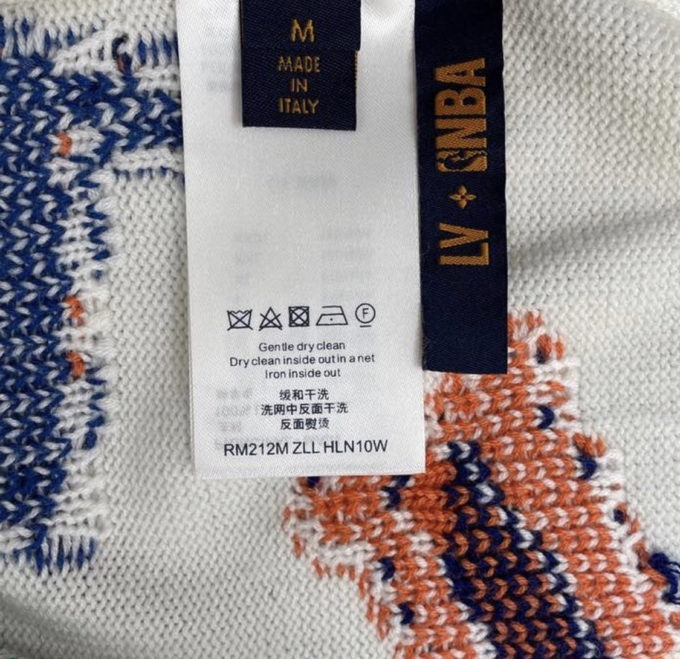 M
MADE
IN
ITALY
LV NBA
F
Gentle dry clean
Dry clean inside out in a net
Iron inside out
缓和干洗
洗网中反面干洗
反面熨烫
RM212M ZLL HLN10W